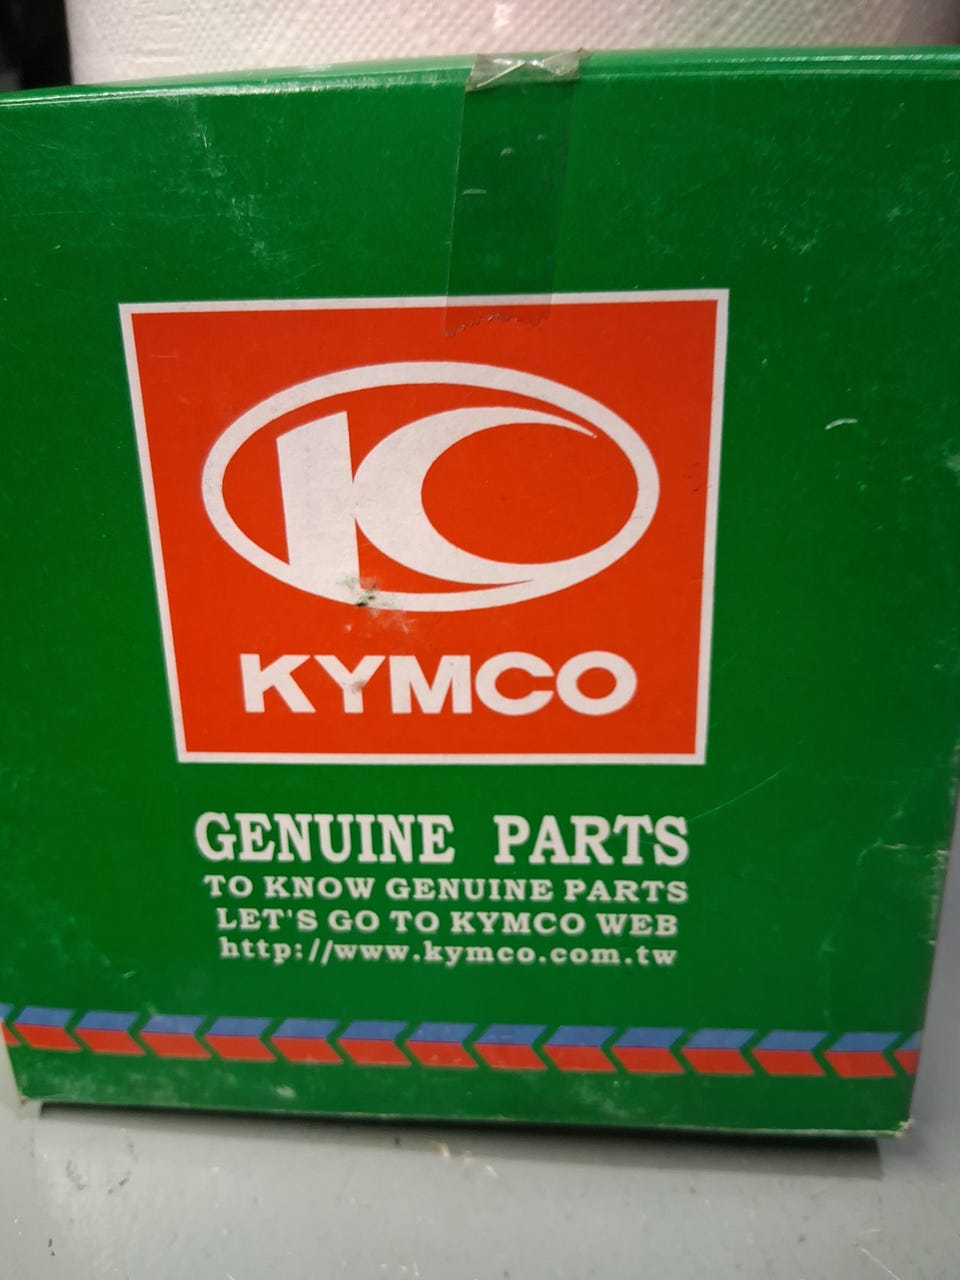 KYMCO
GENUINE PARTS
TO KNOW GENUINE PARTS
LET'S GO TO KYMCO WEB
http://www.kymco.com.tw